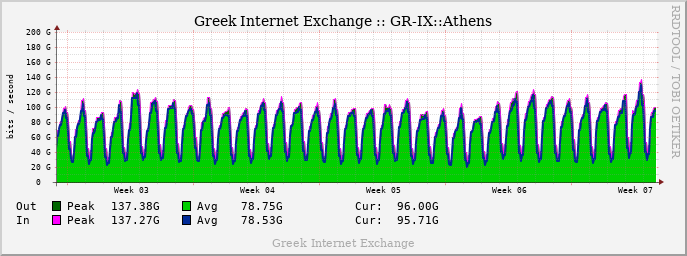 Greek Internet Exchange :: GR-IX::Athens
RRDTOOL / TOBI OETIKER
bits / second
200 G
180 G
160 G
140 G
120 G
100 G
80 G
60 G
40 G
20 G
0
Week 03 Week 04 Week 05 Week 06 Week 07
Out Peak 137.38G Avg 78.75G Cur: 96.00G
In Peak 137.27G Avg 78.53G Cur: 95.71G
Greek Internet Exchange